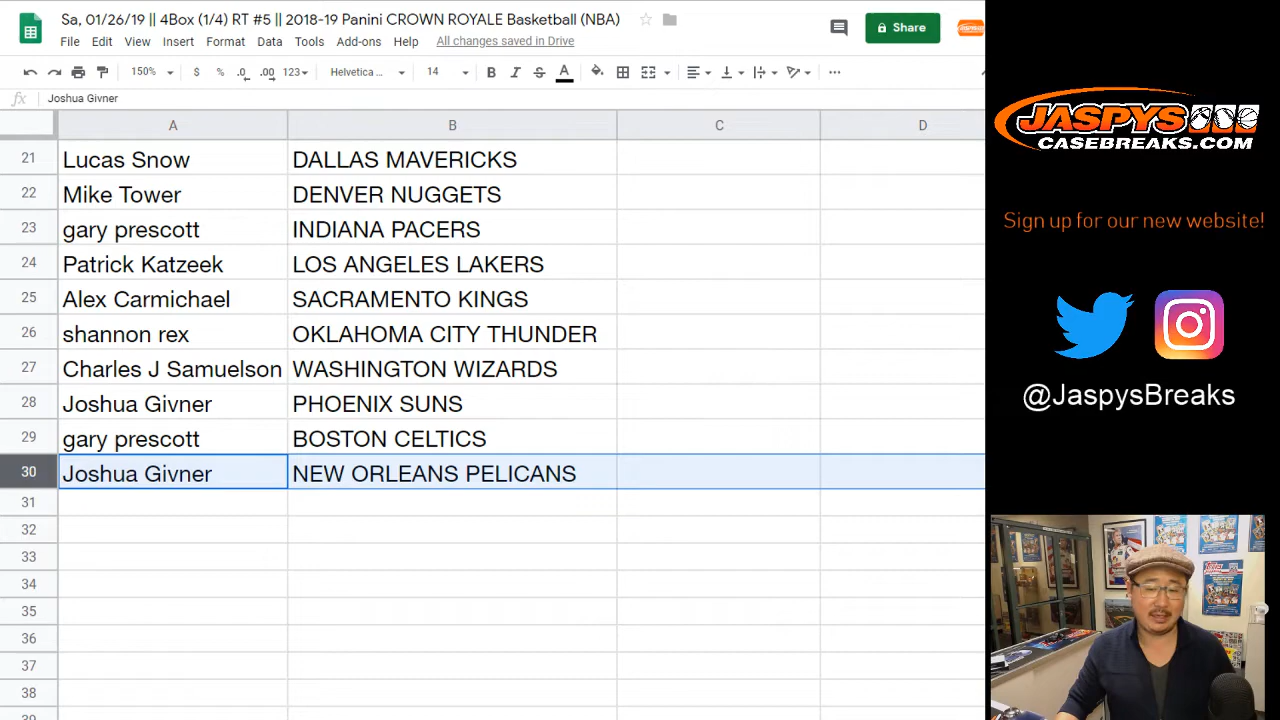 Sa, 01/26/19 || 4Box (1/4) RT #5 || 2018-19 Panini CROWN ROYALE Basketball (NBA)
File Edit View Insert Format Data Tools Add-ons Help All changes saved in Drive
Share
150% $ % .0 .00 123 Helvetica ... 14 B I S A
fx Joshua Givner
A B C D
21 Lucas Snow DALLAS MAVERICKS
22 Mike Tower DENVER NUGGETS
23 gary prescott INDIANA PACERS
24 Patrick Katzeek LOS ANGELES LAKERS
25 Alex Carmichael SACRAMENTO KINGS
26 shannon rex OKLAHOMA CITY THUNDER
27 Charles J Samuelson WASHINGTON WIZARDS
28 Joshua Givner PHOENIX SUNS
29 gary prescott BOSTON CELTICS
30 Joshua Givner NEW ORLEANS PELICANS
31
32
33
34
35
36
37
38
39
JASPYS
CASEBREAKS.COM
Sign up for our new website!
@JaspysBreaks